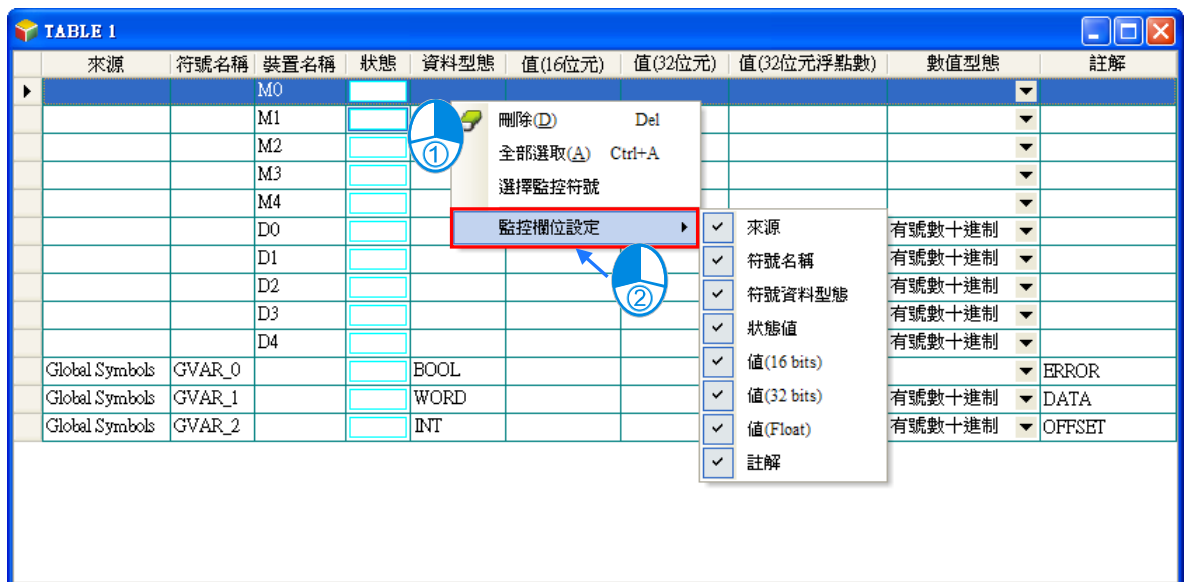 TABLE 1
來源 符號名稱 裝置名稱 狀態 資料型態 值(16位元) 值(32位元) 值(32位元浮點數) 數值型態 註解
M0
M1
M2
M3
M4
D0 有號數十進制
D1 有號數十進制
D2 有號數十進制
D3 有號數十進制
D4 有號數十進制
Global Symbols GVAR_0 BOOL ERROR
Global Symbols GVAR_1 WORD 有號數十進制 DATA
Global Symbols GVAR_2 INT 有號數十進制 OFFSET
①
刪除(D) Del
全部選取(A) Ctrl+A
選擇監控符號
監控欄位設定
②
來源
符號名稱
符號資料型態
狀態值
值(16 bits)
值(32 bits)
值(Float)
註解